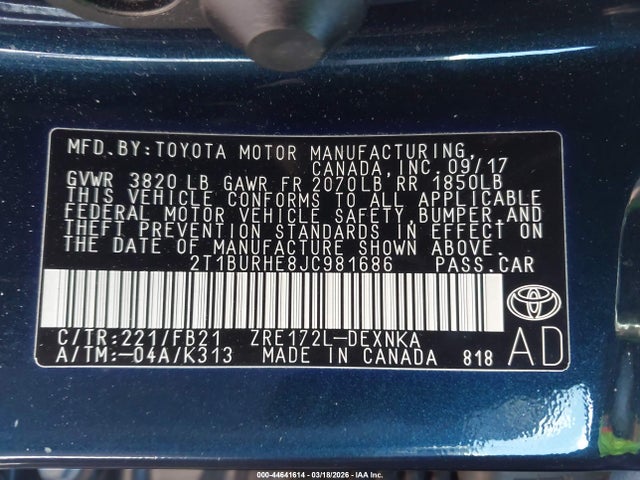 MFD. BY: TOYOTA MOTOR MANUFACTURING,
CANADA, INC. 09/17
GVWR 3820 LB GAWR FR 2070LB RR 1850LB
THIS VEHICLE CONFORMS TO ALL APPLICABLE
FEDERAL MOTOR VEHICLE SAFETY, BUMPER, AND
THEFT PREVENTION STANDARDS IN EFFECT ON
THE DATE OF MANUFACTURE SHOWN ABOVE.
2T1BURHE8JC981686 PASS. CAR
C/TR: 221/FB21 ZRE172L-DEXNKA
A/TM: -04A/K313 MADE IN CANADA 818
AD
000-44641614 | 03/18/2026 - IAA Inc.